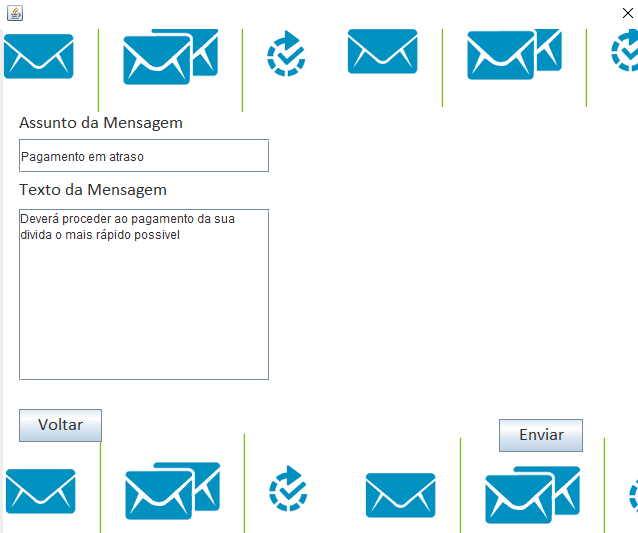 Assunto da Mensagem
Pagamento em atraso
Texto da Mensagem
Deverá proceder ao pagamento da sua
divida o mais rápido possivel
Voltar
Enviar